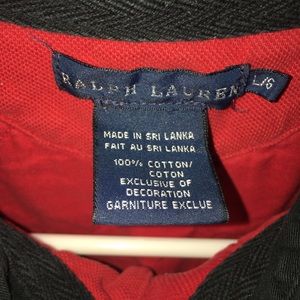 RALPH LAUREN
L/G
MADE IN SRI LANKA
FAIT AU SRI LANKA
100% COTTON/
COTON
EXCLUSIVE OF
DECORATION
GARNITURE EXCLUE